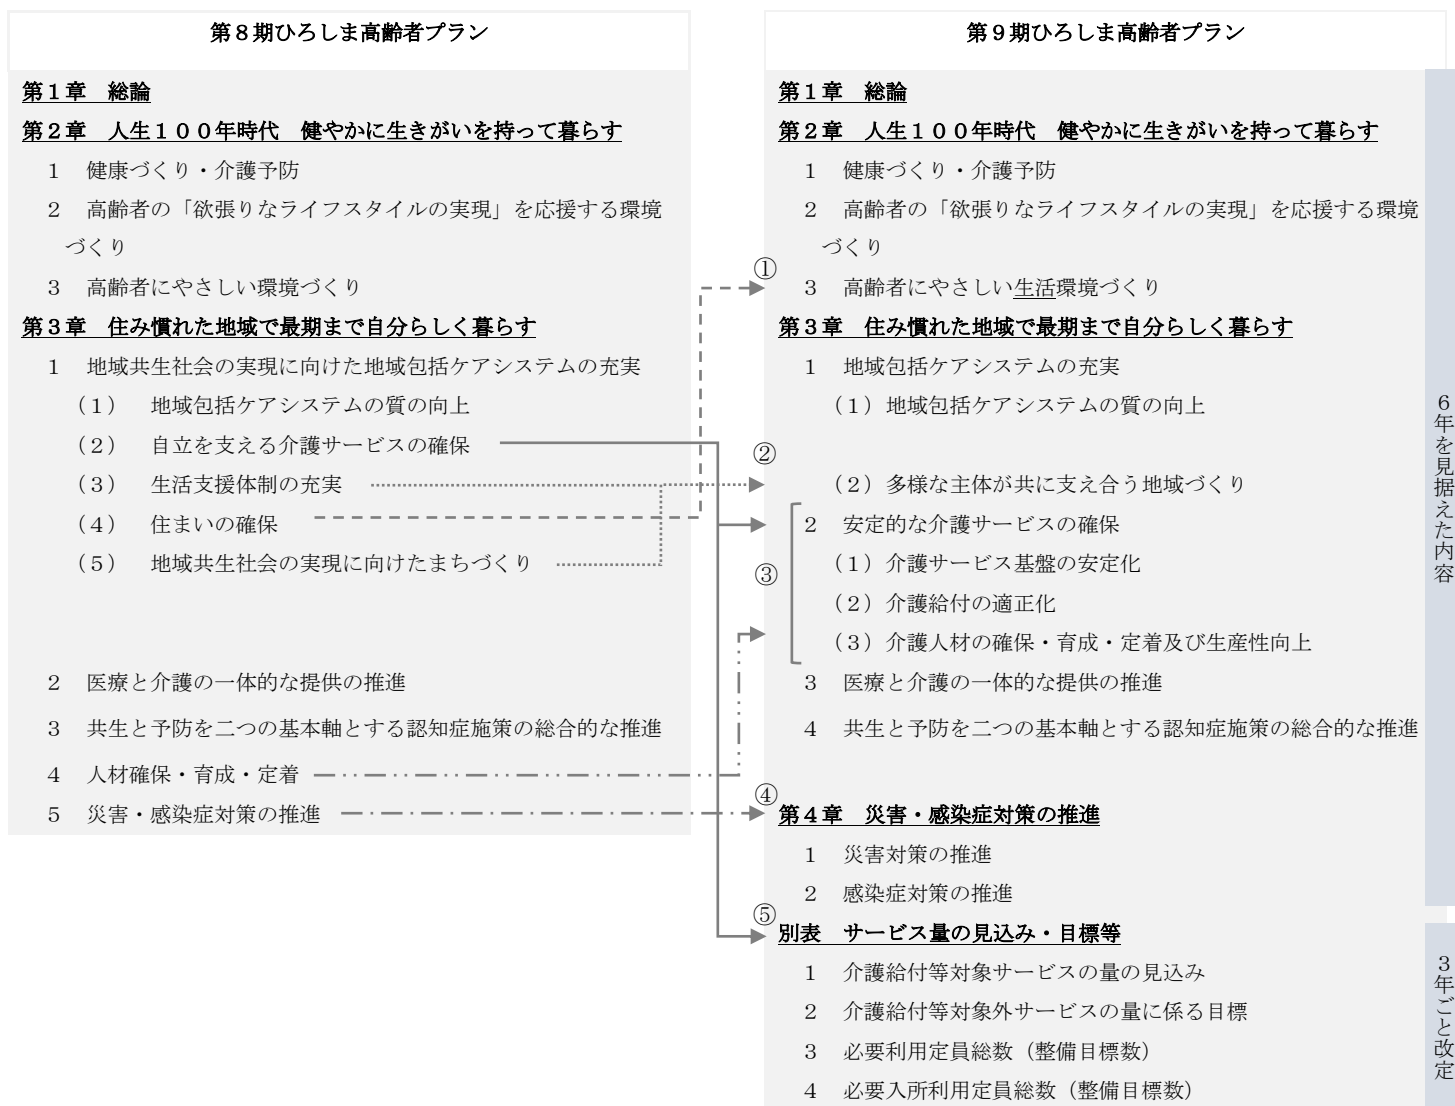 第８期ひろしま高齢者プラン
第１章　総論
第２章　人生１００年時代　健やかに生きがいを持って暮らす
１　健康づくり・介護予防
２　高齢者の「欲張りなライフスタイルの実現」を応援する環境
づくり
３　高齢者にやさしい環境づくり
第３章　住み慣れた地域で最期まで自分らしく暮らす
１　地域共生社会の実現に向けた地域包括ケアシステムの充実
（１）　地域包括ケアシステムの質の向上
（２）　自立を支える介護サービスの確保
（３）　生活支援体制の充実
（４）　住まいの確保
（５）　地域共生社会の実現に向けたまちづくり
２　医療と介護の一体的な提供の推進
３　共生と予防を二つの基本軸とする認知症施策の総合的な推進
４　人材確保・育成・定着
５　災害・感染症対策の推進
①
②
③
④
⑤
第９期ひろしま高齢者プラン
第１章　総論
第２章　人生１００年時代　健やかに生きがいを持って暮らす
１　健康づくり・介護予防
２　高齢者の「欲張りなライフスタイルの実現」を応援する環境
づくり
３　高齢者にやさしい生活環境づくり
第３章　住み慣れた地域で最期まで自分らしく暮らす
１　地域包括ケアシステムの充実
（１）地域包括ケアシステムの質の向上
（２）多様な主体が共に支え合う地域づくり
２　安定的な介護サービスの確保
（１）介護サービス基盤の安定化
（２）介護給付の適正化
（３）介護人材の確保・育成・定着及び生産性向上
３　医療と介護の一体的な提供の推進
４　共生と予防を二つの基本軸とする認知症施策の総合的な推進
第４章　災害・感染症対策の推進
１　災害対策の推進
２　感染症対策の推進
別表　サービス量の見込み・目標等
１　介護給付等対象サービスの量の見込み
２　介護給付等対象外サービスの量に係る目標
３　必要利用定員総数（整備目標数）
４　必要入所利用定員総数（整備目標数）
６年を見据えた内容
３年ごと改定